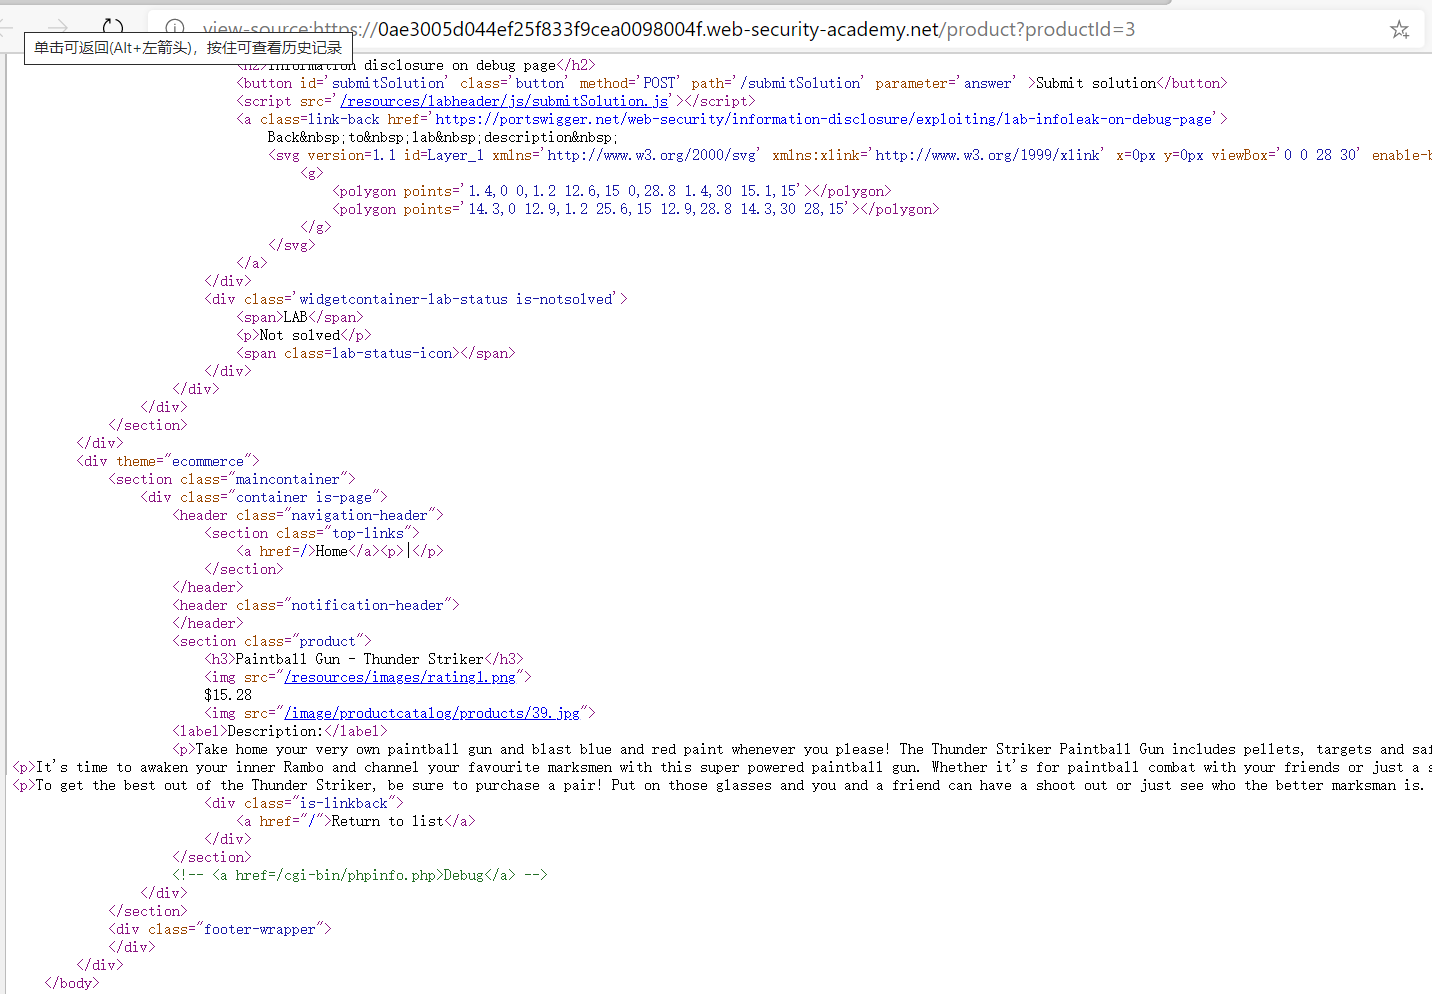 view-source:https://0ae3005d044ef25f833f9cea0098004f.web-security-academy.net/product?productId=3
单击可返回(Alt+左箭头)，按住可查看历史记录
<h2>Information disclosure on debug page</h2>
<button id='submitSolution' class='button' method='POST' path='/submitSolution' parameter='answer' >Submit solution</button>
<script src='/resources/labheader/js/submitSolution.js'></script>
<a class=link-back href='https://portswigger.net/web-security/information-disclosure/exploiting/lab-infoleak-on-debug-page'>
Back&nbsp;to&nbsp;lab&nbsp;description&nbsp;
<svg version=1.1 id=Layer_1 xmlns='http://www.w3.org/2000/svg' xmlns:xlink='http://www.w3.org/1999/xlink' x=0px y=0px viewBox='0 0 28 30' enable-b
<g>
<polygon points='1.4,0 0,1.2 12.6,15 0,28.8 1.4,30 15.1,15'></polygon>
<polygon points='14.3,0 12.9,1.2 25.6,15 12.9,28.8 14.3,30 28,15'></polygon>
</g>
</svg>
</a>
</div>
<div class='widgetcontainer-lab-status is-notsolved'>
<span>LAB</span>
<p>Not solved</p>
<span class=lab-status-icon></span>
</div>
</div>
</div>
</section>
</div>
<div theme="ecommerce">
<section class="maincontainer">
<div class="container is-page">
<header class="navigation-header">
<section class="top-links">
<a href=/>Home</a><p>|</p>
</section>
</header>
<header class="notification-header">
</header>
<section class="product">
<h3>Paintball Gun - Thunder Striker</h3>
<img src="/resources/images/rating1.png">
$15.28
<img src="/image/productcatalog/products/39.jpg">
<label>Description:</label>
<p>Take home your very own paintball gun and blast blue and red paint whenever you please! The Thunder Striker Paintball Gun includes pellets, targets and saf
<p>It's time to awaken your inner Rambo and channel your favourite marksmen with this super powered paintball gun. Whether it's for paintball combat with your friends or just a s
<p>To get the best out of the Thunder Striker, be sure to purchase a pair! Put on those glasses and you and a friend can have a shoot out or just see who the better marksman is.
<div class="is-linkback">
<a href="/">Return to list</a>
</div>
</section>
<!-- <a href=/cgi-bin/phpinfo.php>Debug</a> -->
</div>
</section>
<div class="footer-wrapper">
</div>
</div>
</body>